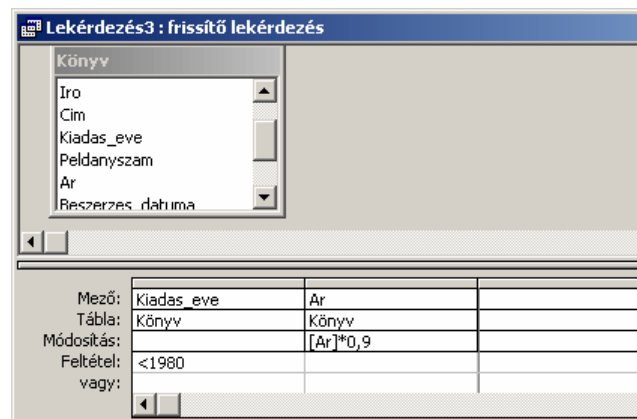 Lekérdezés3 : frissítő lekérdezés
Könyv
Iro
Cim
Kiadas_eve
Peldanyszam
Ar
Beszerzes_datuma
Mező: Kiadas_eve Ar
Tábla: Könyv Könyv
Módosítás: [Ar]*0,9
Feltétel: <1980
vagy: